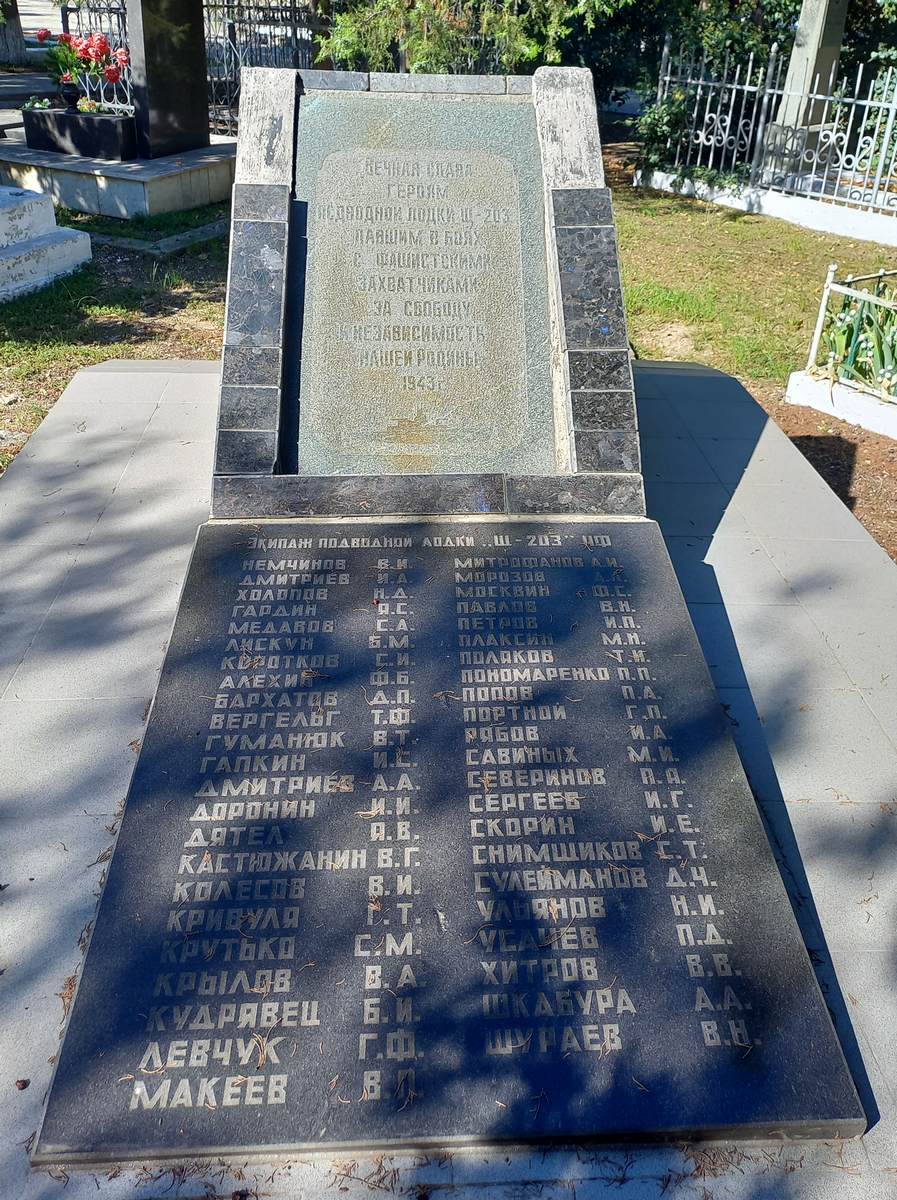 ВЕЧНАЯ СЛАВА
ГЕРОЯМ
ПОДВОДНОЙ ЛОДКИ Щ-203
ПАВШИМ В БОЯХ
С ФАШИСТСКИМИ
ЗАХВАТЧИКАМИ
ЗА СВОБОДУ
И НЕЗАВИСИМОСТЬ
НАШЕЙ РОДИНЫ
1943 г.
ЭКИПАЖ ПОДВОДНОЙ ЛОДКИ „Щ-203" ЧФ
НЕМЧИНОВ В.И.
ДМИТРИЕВ И.А.
ХОЛОПОВ Н.Д.
ГАРДИН Я.С.
МЕДАВОВ С.А.
ЛИСКУН Б.М.
КОРОТКОВ С.И.
АЛЕХИН Ф.Б.
БАРХАТОВ Д.П.
ВЕРГЕЛЬГ Т.Ф.
ГУМАНЮК В.Т.
ГАПКИН И.Е.
ДМИТРИЕВ А.А.
ДОРОНИН И.И.
ДЯТЕЛ Я.В.
КАСТЮЖАНИН В.Г.
КОЛЕСОВ В.И.
КРИВУЛЯ Г.Т.
КРУТЬКО С.М.
КРЫЛОВ В.А.
КУДРЯВЕЦ Б.И.
ЛЕВЧУК Г.Ф.
МАКЕЕВ В.П.
МИТРОФАНОВ А.И.
МОРОЗОВ
МОСКВИН Ф.С.
ПАВЛОВ В.Н.
ПЕТРОВ И.П.
ПЛАКСИН М.Н.
ПОЛЯКОВ Т.И.
ПОНОМАРЕНКО П.П.
ПОПОВ П.А.
ПОРТНОЙ Г.П.
РЯБОВ И.А.
САВИНЫХ М.И.
СЕВЕРИНОВ П.А.
СЕРГЕЕВ И.Г.
СКОРИН И.Е.
СНИМЩИКОВ С.Т.
СУЛЕЙМАНОВ Д.Ч.
УЛЬЯНОВ Н.И.
УСАЧЕВ П.Д.
ХИТРОВ В.В.
ШКАБУРА А.А.
ЩУРАЕВ В.Н.